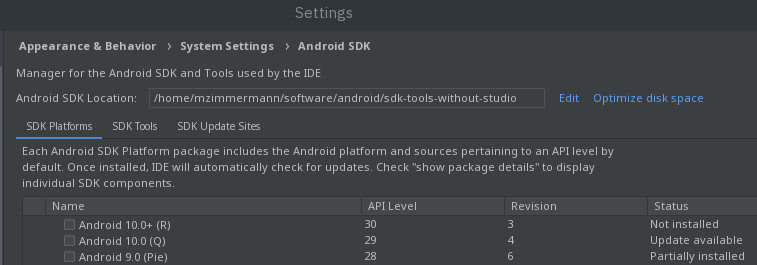 Settings
Appearance & Behavior › System Settings › Android SDK
Manager for the Android SDK and Tools used by the IDE
Android SDK Location: /home/mzimmermann/software/android/sdk-tools-without-studio Edit Optimize disk space
SDK Platforms SDK Tools SDK Update Sites
Each Android SDK Platform package includes the Android platform and sources pertaining to an API level by
default. Once installed, IDE will automatically check for updates. Check "show package details" to display
individual SDK components.
Name API Level Revision Status
Android 10.0+ (R) 30 3 Not installed
Android 10.0 (Q) 29 4 Update available
Android 9.0 (Pie) 28 6 Partially installed